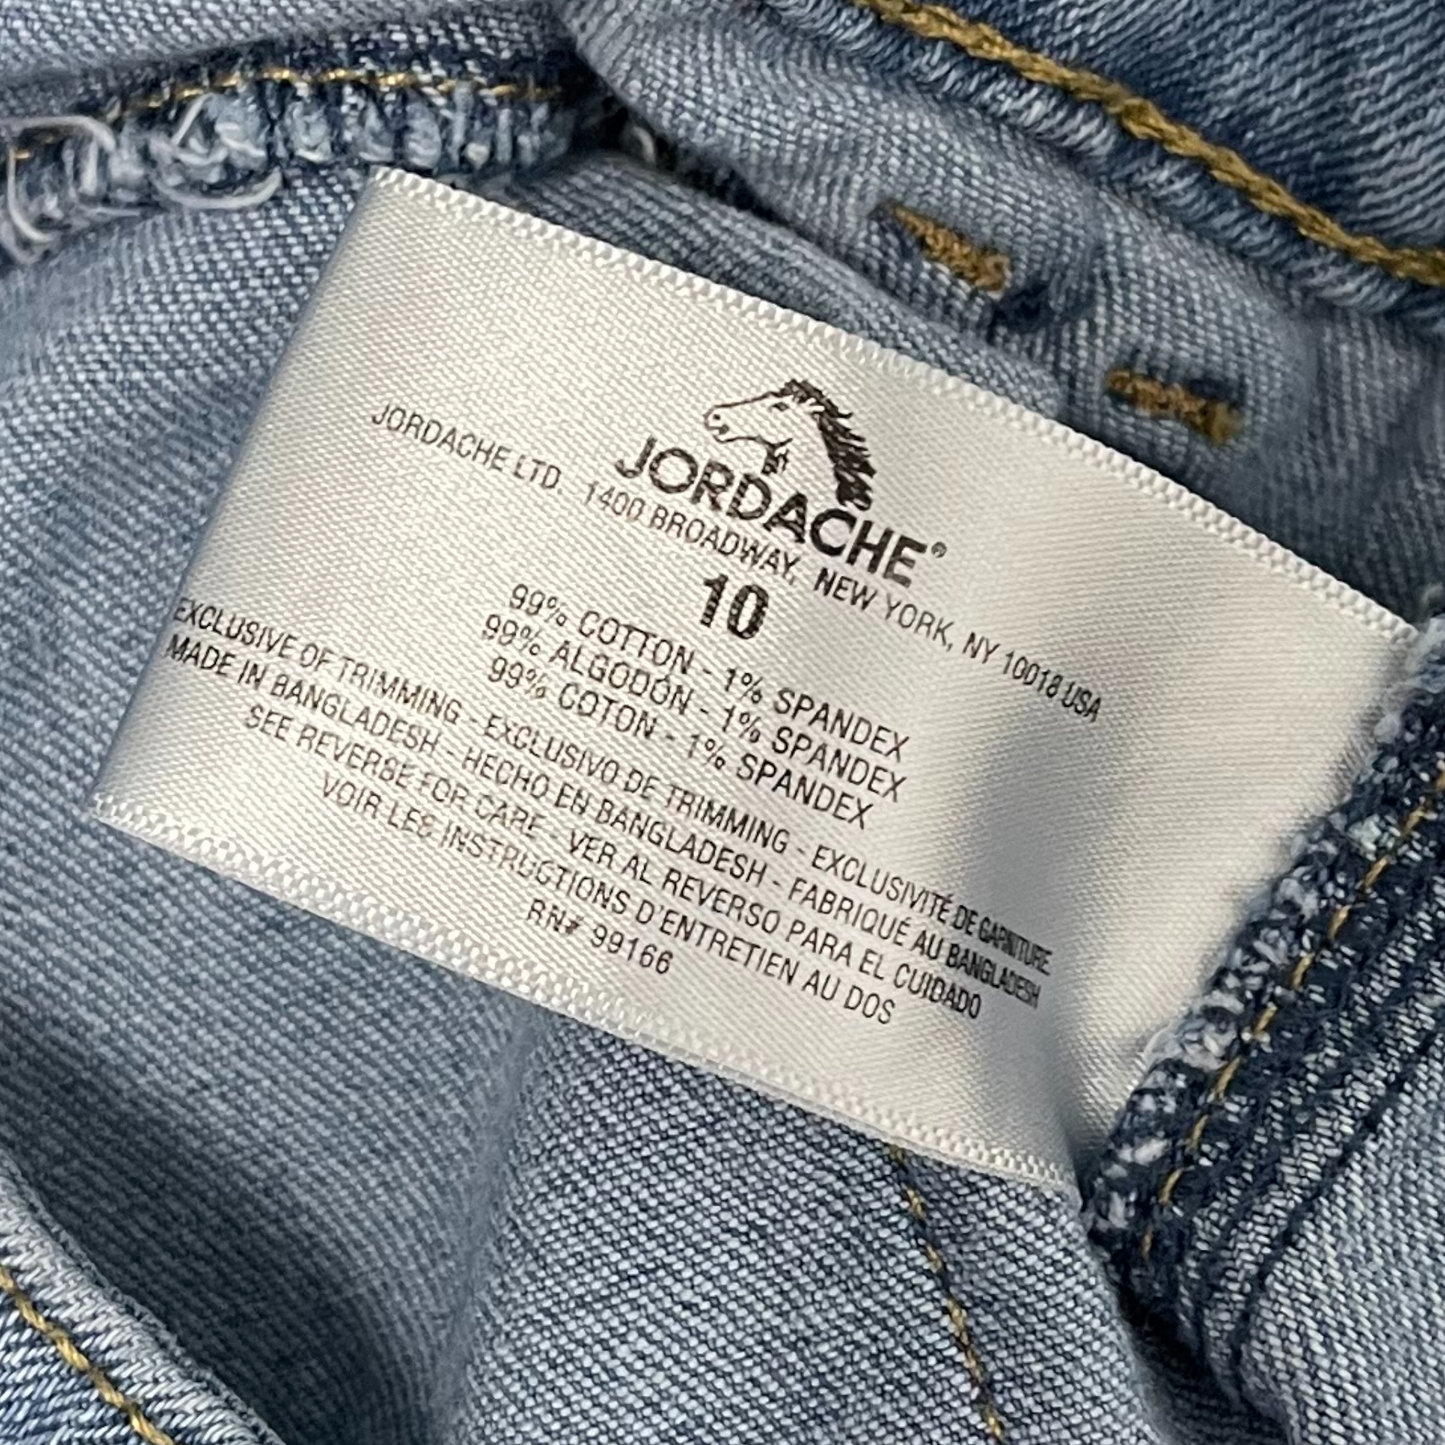 JORDACHE®
JORDACHE LTD. 1400 BROADWAY, NEW YORK, NY 10018 USA
10
99% COTTON - 1% SPANDEX
99% ALGODÓN - 1% SPANDEX
99% COTON - 1% SPANDEX
EXCLUSIVE OF TRIMMING - EXCLUSIVO DE TRIMMING - EXCLUSIVITÉ DE GARNITURE
MADE IN BANGLADESH - HECHO EN BANGLADESH - FABRIQUÉ AU BANGLADESH
SEE REVERSE FOR CARE - VER AL REVERSO PARA EL CUIDADO
VOIR LES INSTRUCTIONS D'ENTRETIEN AU DOS
RN# 99166